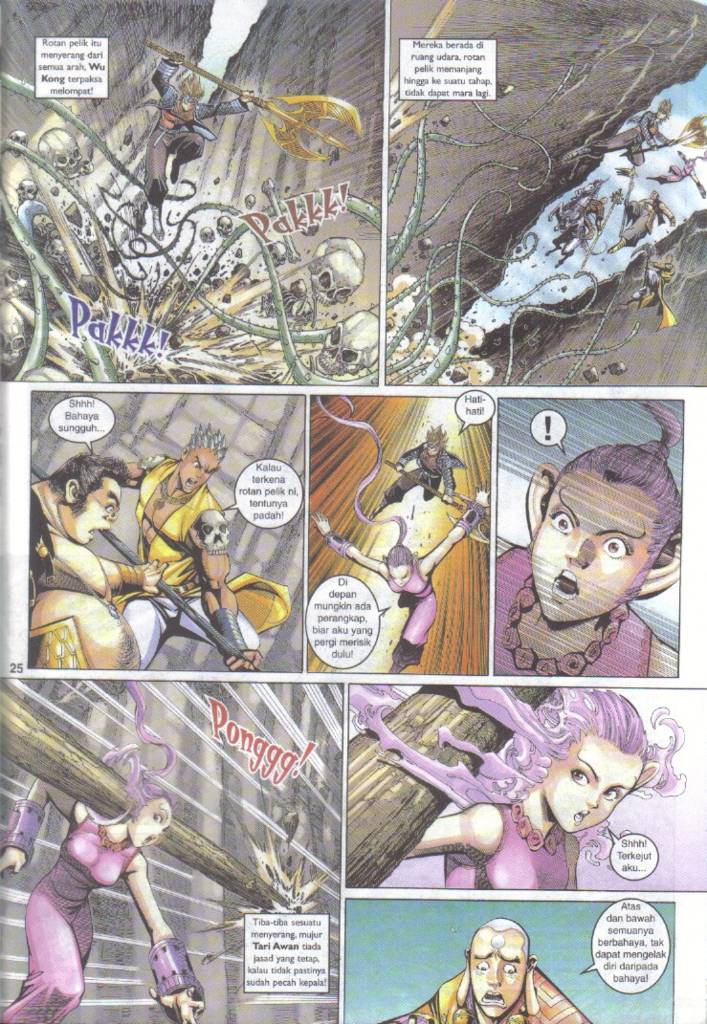 Rotan pelik itu
menyerang dari
semua arah, Wu
Kong terpaksa
melompat!
Pakkk!
Pakkk!
Mereka berada di
ruang udara, rotan
pelik memanjang
hingga ke suatu tahap,
tidak dapat mara lagi.
Shhh!
Bahaya
sungguh...
Kalau
terkena
rotan pelik ni,
tentunya
padah!
Hati-
hati!
Di
depan
mungkin ada
perangkap,
biar aku yang
pergi merisik
dulu!
!
25
Ponggg!
Tiba-tiba sesuatu
menyerang, mujur
Tari Awan tiada
jasad yang tetap,
kalau tidak pastinya
sudah pecah kepala!
Shhh!
Terkejut
aku...
Atas
dan bawah
semuanya
berbahaya, tak
dapat mengelak
diri daripada
bahaya!